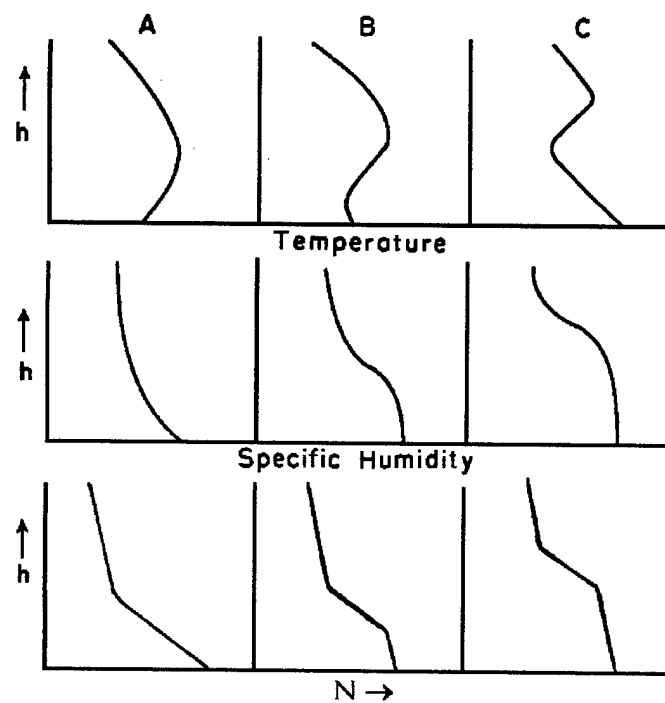 A B C
↑ h
Temperature
↑ h
Specific Humidity
↑ h
N →